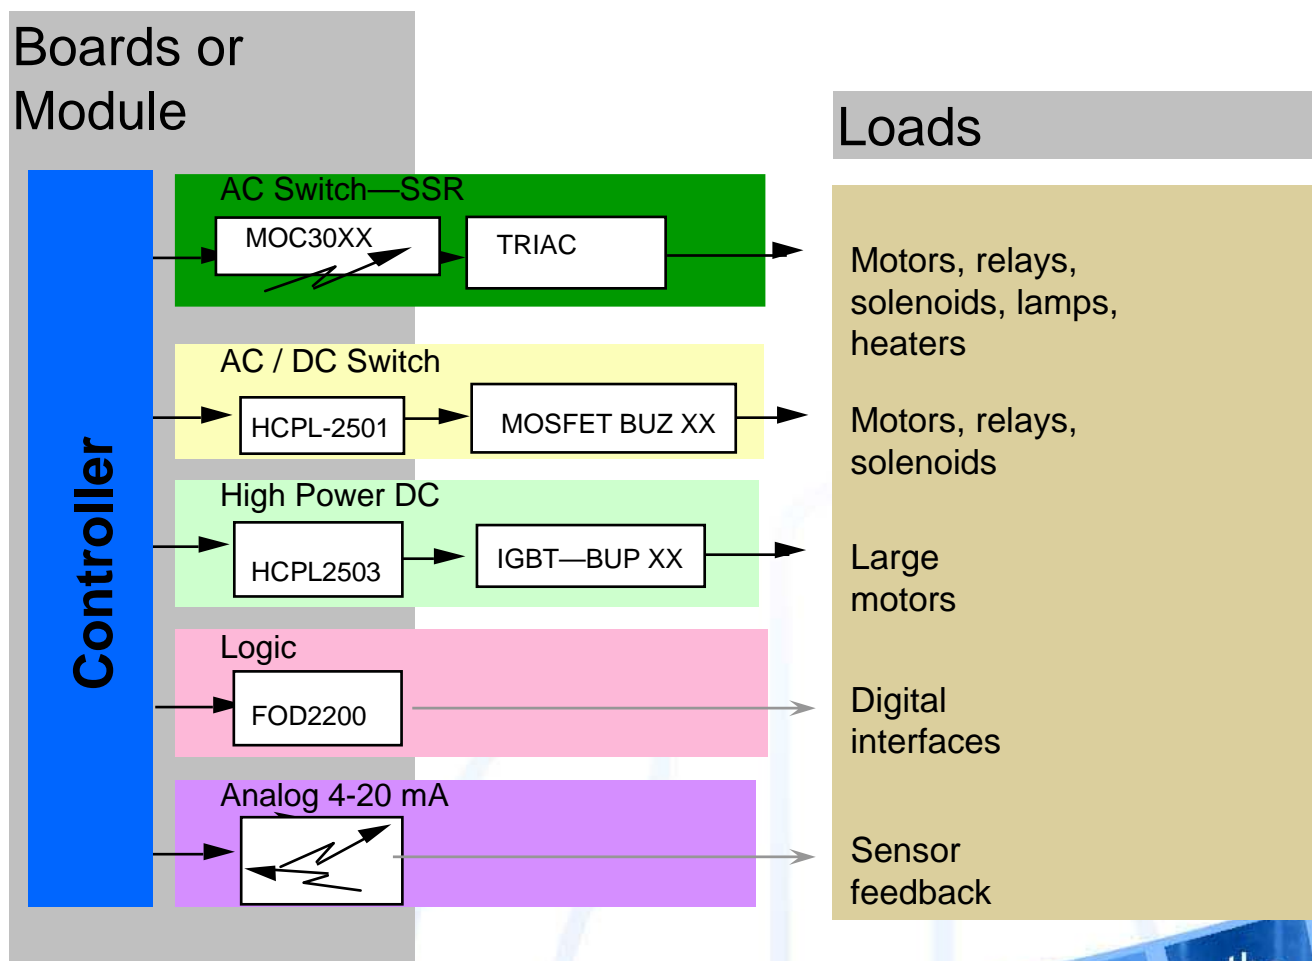 Boards or
Module
Loads
Controller
AC Switch—SSR
MOC30XX
TRIAC
Motors, relays,
solenoids, lamps,
heaters
AC / DC Switch
HCPL-2501
MOSFET BUZ XX
Motors, relays,
solenoids
High Power DC
HCPL2503
IGBT—BUP XX
Large
motors
Logic
FOD2200
Digital
interfaces
Analog 4-20 mA
Sensor
feedback